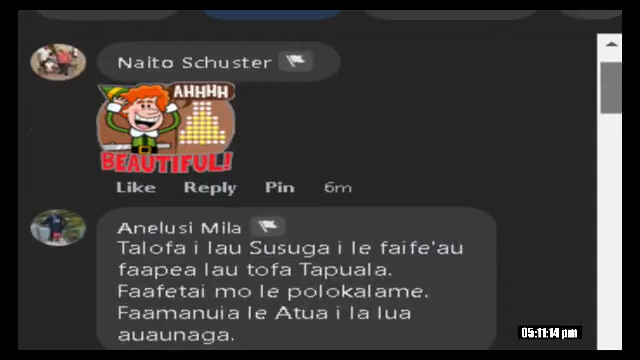 Naito Schuster
AHHHH
BEAUTIFUL!
Like Reply Pin 6m
Anelusi Mila
Talofa i lau Susuga i le faife'au
faapea lau tofa Tapuala.
Faafetai mo le polokalame.
Faamanuia le Atua i la lua
auaunaga.
05:11:14 pm